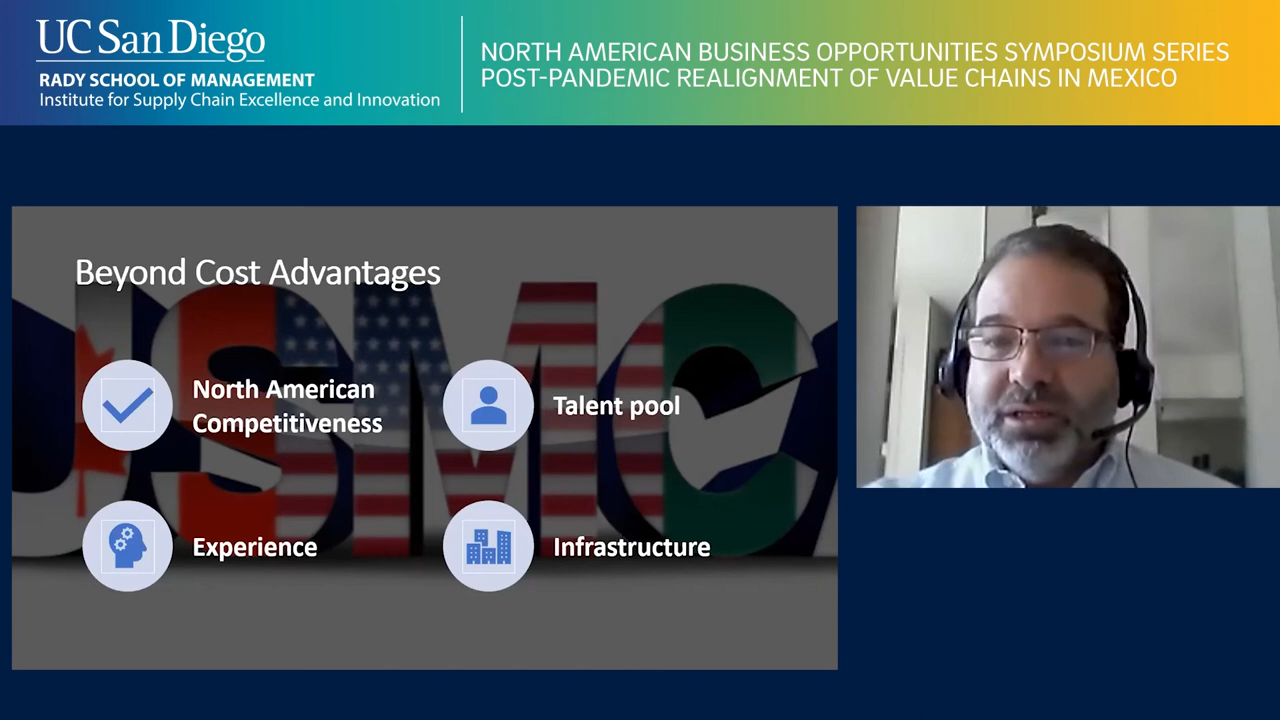 UC San Diego
RADY SCHOOL OF MANAGEMENT
Institute for Supply Chain Excellence and Innovation
NORTH AMERICAN BUSINESS OPPORTUNITIES SYMPOSIUM SERIES
POST-PANDEMIC REALIGNMENT OF VALUE CHAINS IN MEXICO
Beyond Cost Advantages
USMCA
North American
Competitiveness
Talent pool
Experience
Infrastructure